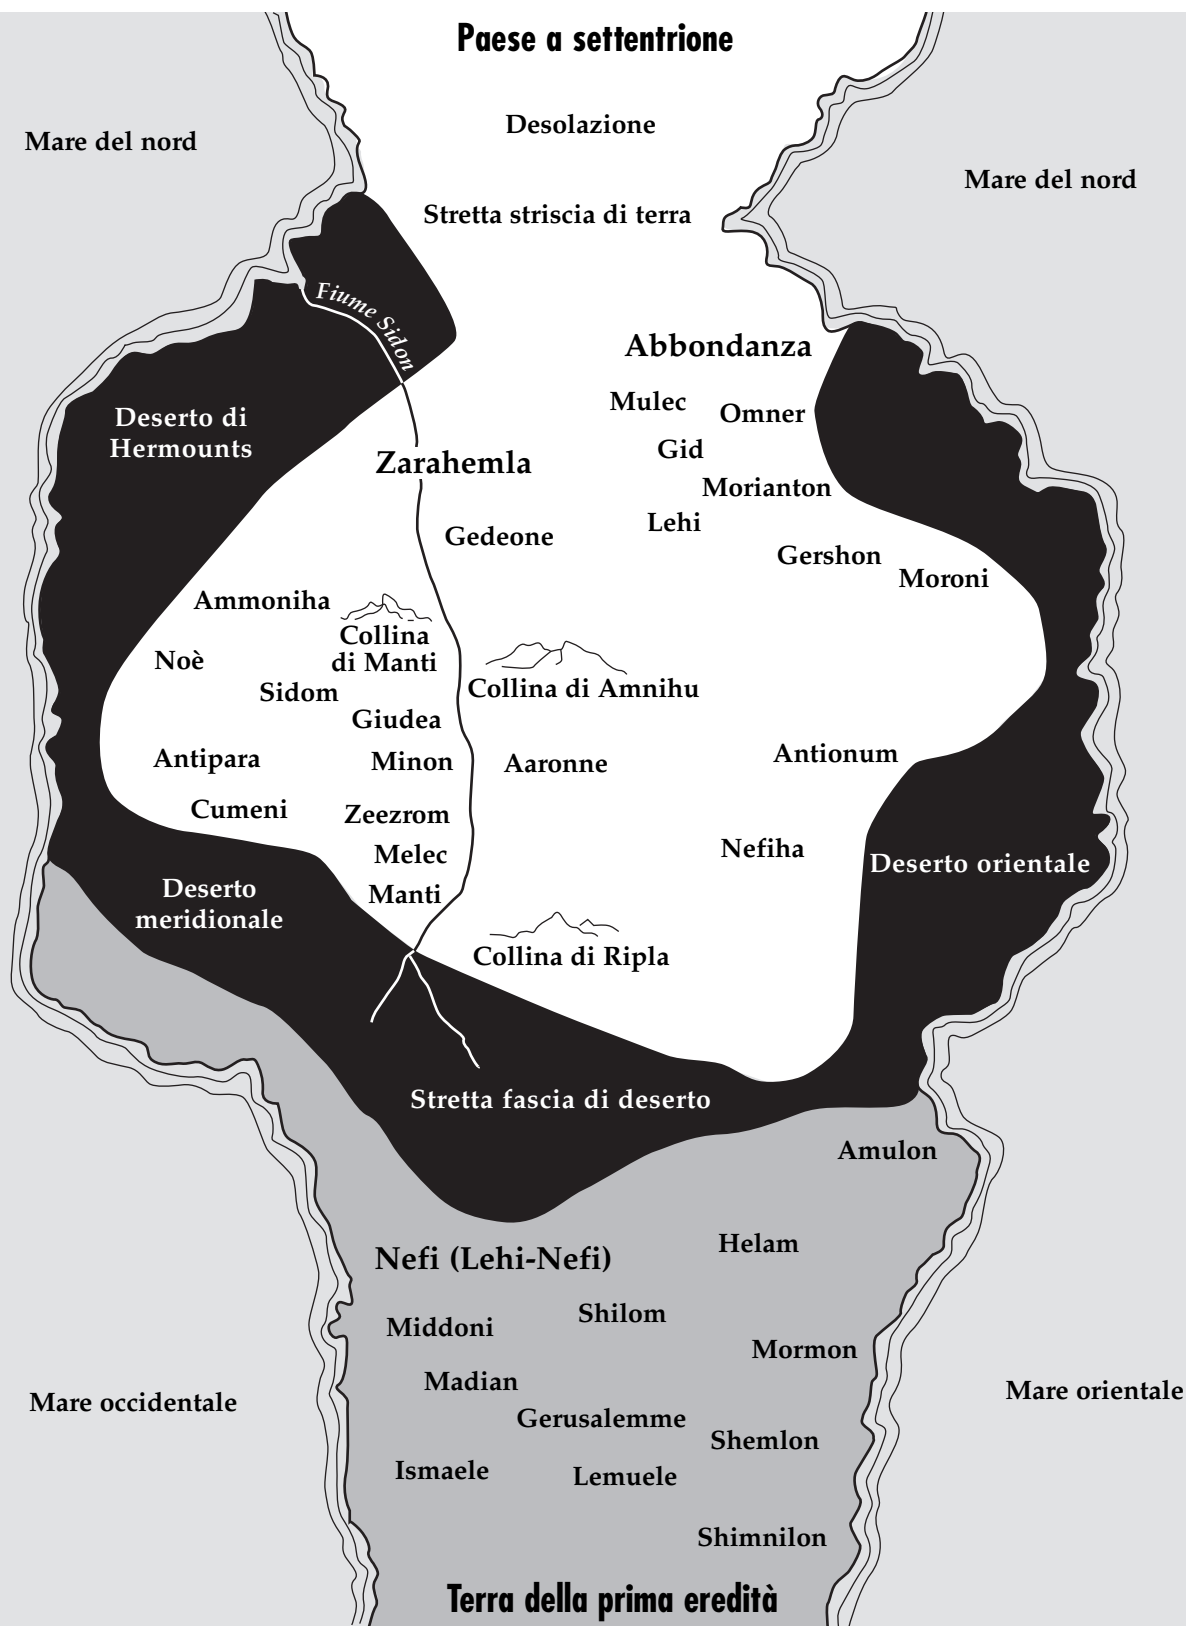 Paese a settentrione
Desolazione
Mare del nord
Mare del nord
Stretta striscia di terra
Fiume Sidon
Abbondanza
Mulec
Omner
Deserto di
Hermounts
Gid
Zarahemla
Morianton
Lehi
Gedeone
Gershon
Moroni
Ammoniha
Collina
di Manti
Noè
Collina di Amnihu
Sidom
Giudea
Antionum
Antipara
Minon
Aaronne
Cumeni
Zeezrom
Nefiha
Melec
Deserto orientale
Deserto
meridionale
Manti
Collina di Ripla
Stretta fascia di deserto
Amulon
Helam
Nefi (Lehi-Nefi)
Shilom
Middoni
Mormon
Madian
Mare occidentale
Mare orientale
Gerusalemme
Shemlon
Ismaele
Lemuele
Shimnilon
Terra della prima eredità